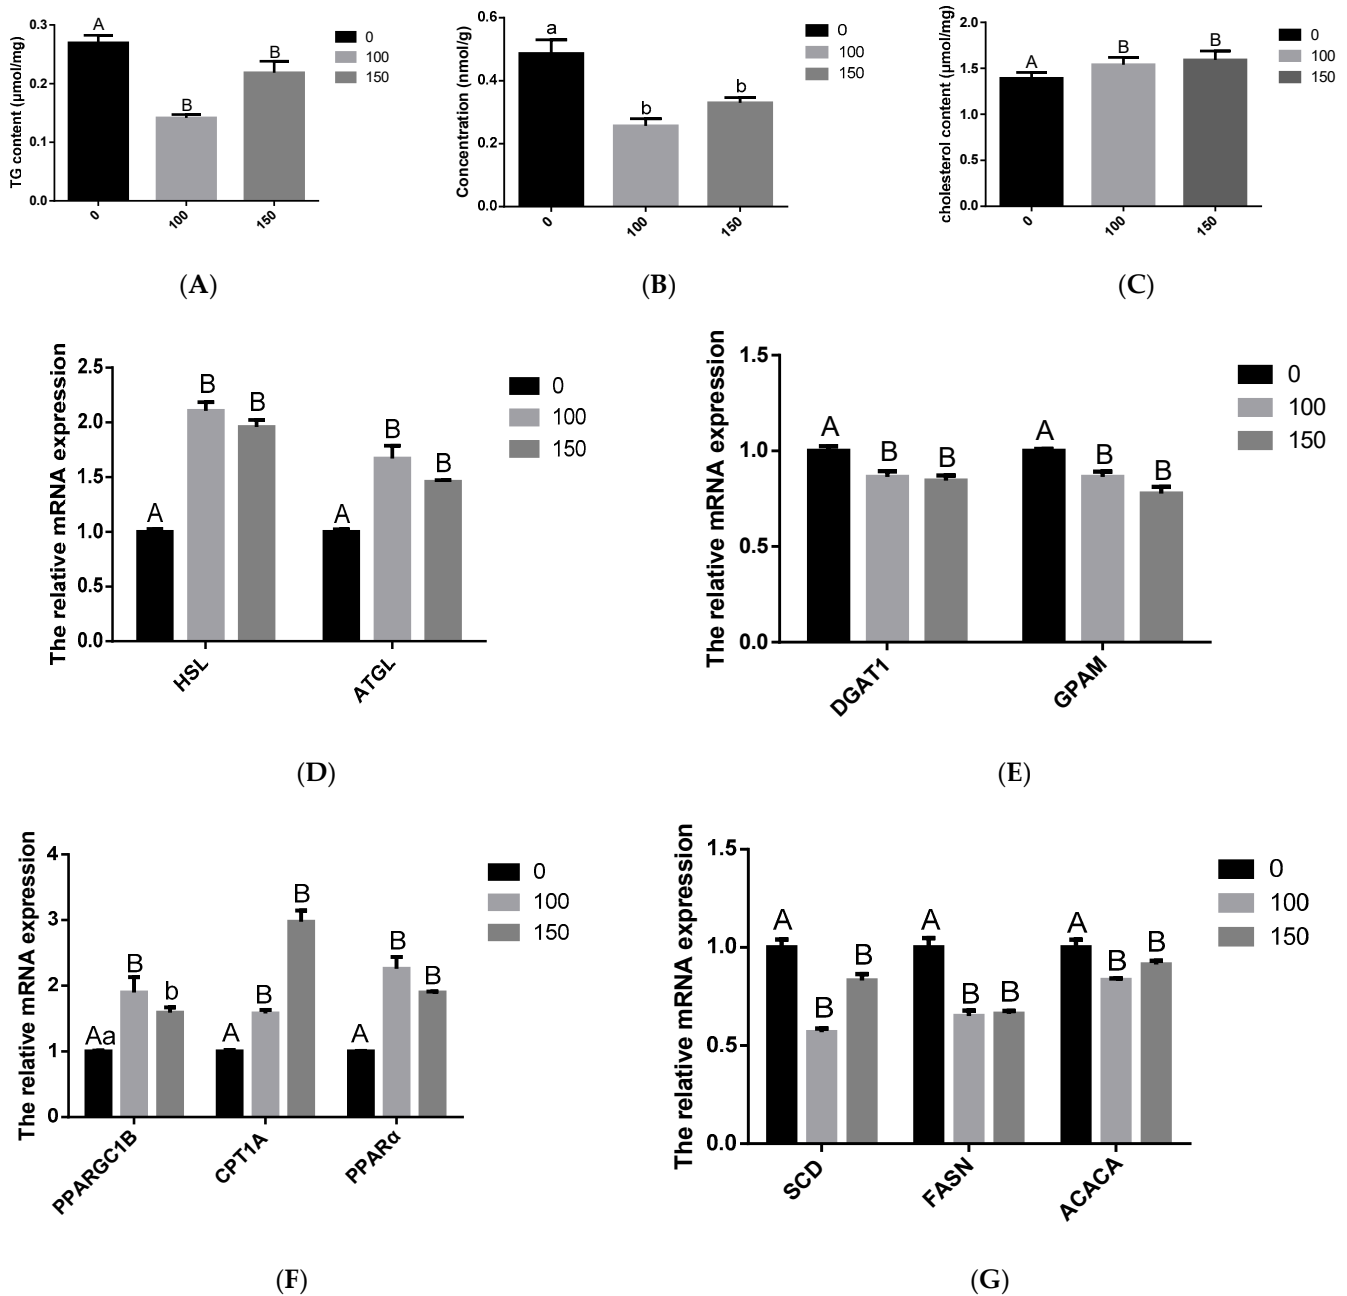 TG content (μmol/mg)
0.3
0.2
0.1
0.0
A
B
B
0
100
150
0
100
150
(A)
Concentration (nmol/g)
0.6
0.4
0.2
0.0
a
b
b
0
100
150
0
100
150
(B)
cholesterol content (μmol/mg)
2.0
1.5
1.0
0.5
0.0
A
B
B
0
100
150
0
100
150
(C)
The relative mRNA expression
2.5
2.0
1.5
1.0
0.5
0.0
A
B
B
A
B
B
HSL
ATGL
0
100
150
(D)
The relative mRNA expression
1.5
1.0
0.5
0.0
A
B
B
A
B
B
DGAT1
GPAM
0
100
150
(E)
The relative mRNA expression
4
3
2
1
0
Aa
B
b
A
B
B
A
B
B
PPARGC1B
CPT1A
PPARα
0
100
150
(F)
The relative mRNA expression
1.5
1.0
0.5
0.0
A
B
B
A
B
B
A
B
B
SCD
FASN
ACACA
0
100
150
(G)